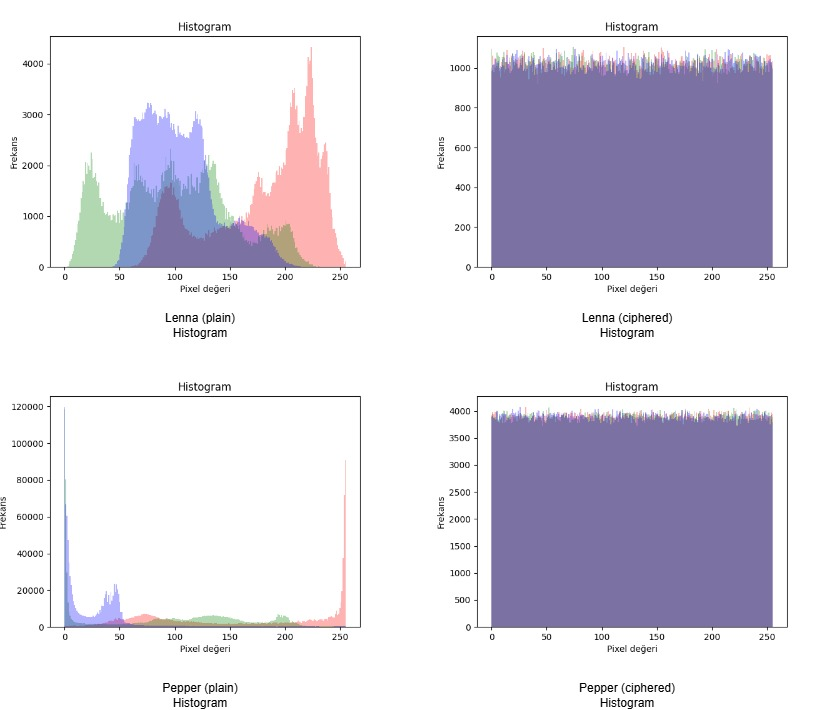 Histogram
Frekans
4000
3000
2000
1000
0
0 50 100 150 200 250
Pixel değeri
Lenna (plain)
Histogram
Histogram
Frekans
1000
800
600
400
200
0
0 50 100 150 200 250
Pixel değeri
Lenna (ciphered)
Histogram
Histogram
Frekans
120000
100000
80000
60000
40000
20000
0
0 50 100 150 200 250
Pixel değeri
Pepper (plain)
Histogram
Histogram
Frekans
4000
3500
3000
2500
2000
1500
1000
500
0
0 50 100 150 200 250
Pixel değeri
Pepper (ciphered)
Histogram